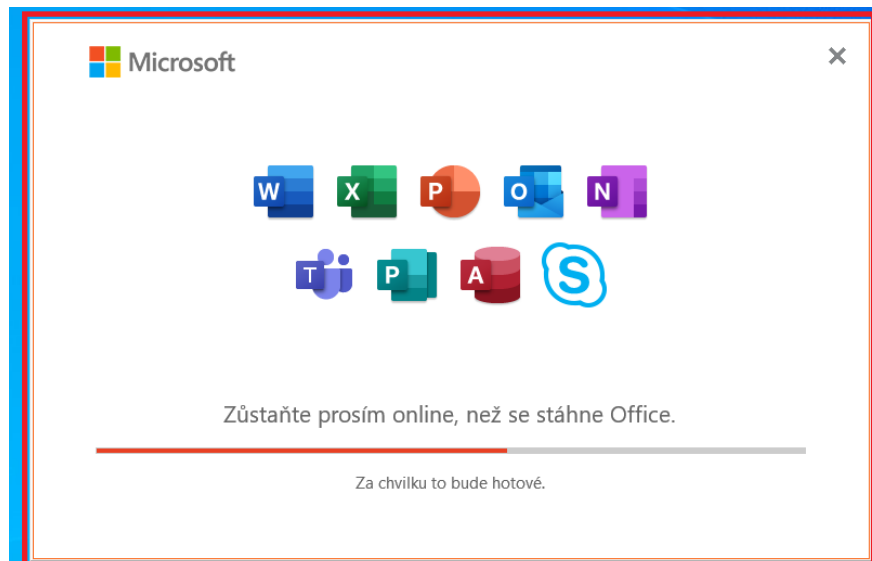 Microsoft
W X P O N
T P A S
Zůstaňte prosím online, než se stáhne Office.
Za chvilku to bude hotové.